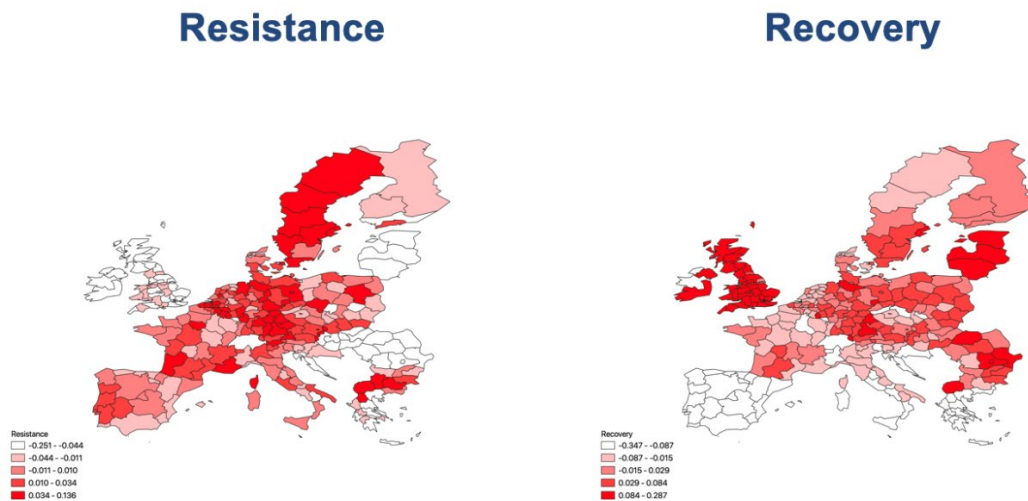 Resistance
Recovery
Resistance
-0.251 - -0.044
-0.044 - -0.011
-0.011 - 0.010
0.010 - 0.034
0.034 - 0.136
Recovery
-0.347 - -0.087
-0.087 - -0.015
-0.015 - 0.029
0.029 - 0.084
0.084 - 0.287